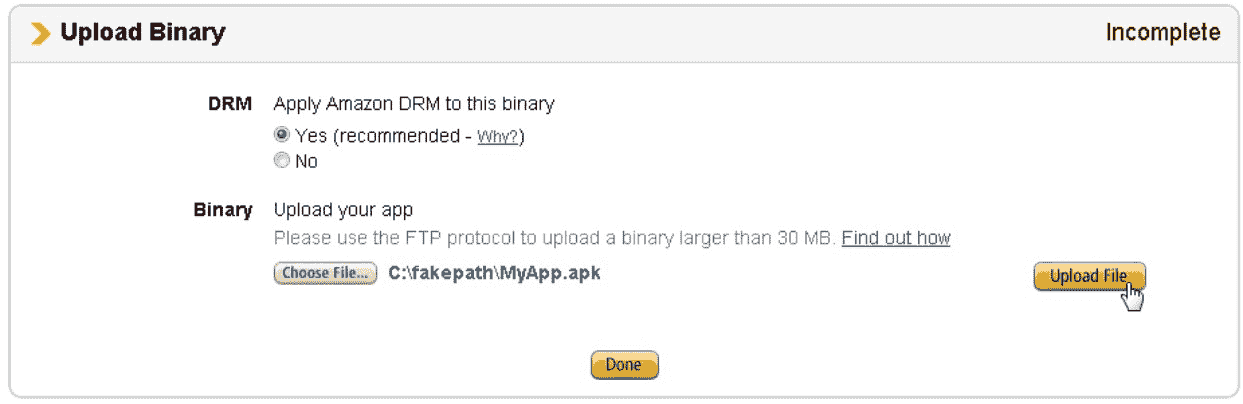 Upload Binary Incomplete
DRM Apply Amazon DRM to this binary
Yes (recommended - Why?)
No
Binary Upload your app
Please use the FTP protocol to upload a binary larger than 30 MB. Find out how
Choose File... C:\fakepath\MyApp.apk Upload File
Done